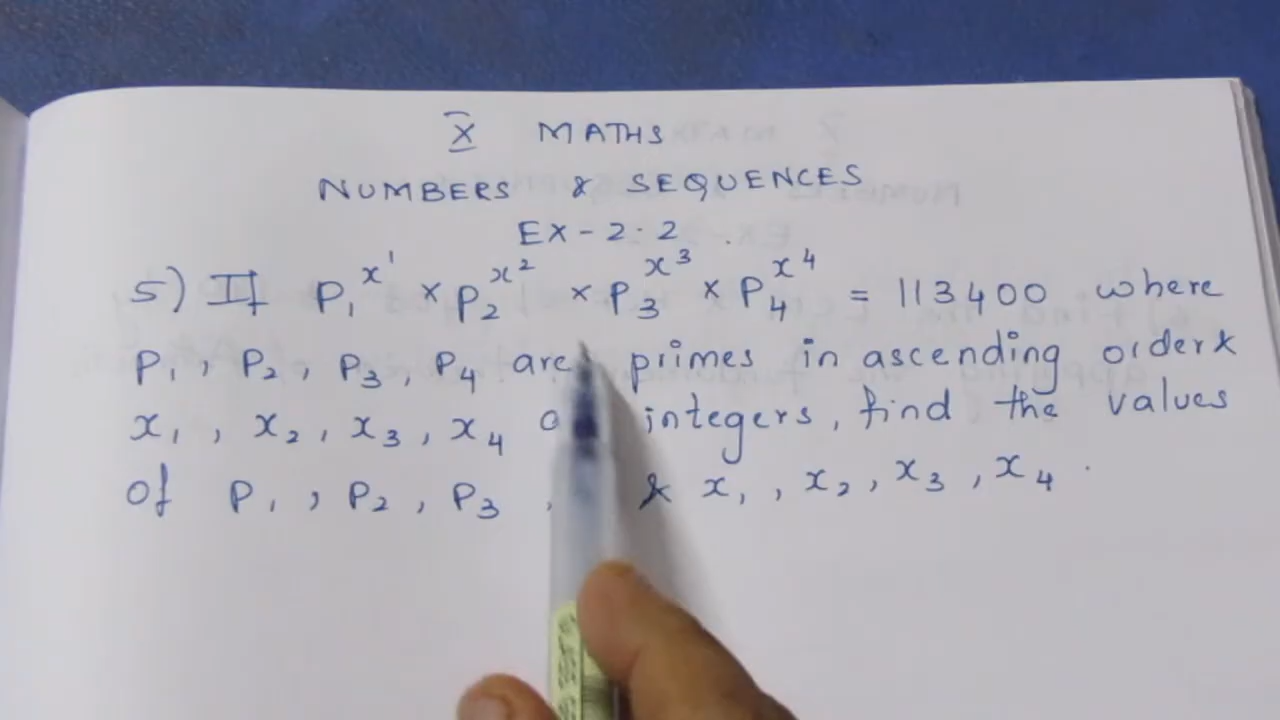 X MATHS
NUMBERS & SEQUENCES
EX-2.2
5) If P₁^x¹ × P₂^x² × P₃^x³ × P₄^x⁴ = 113400 where
P₁, P₂, P₃, P₄ are primes in ascending order &
x₁, x₂, x₃, x₄ integers, find the values
of P₁, P₂, P₃, & x₁, x₂, x₃, x₄.